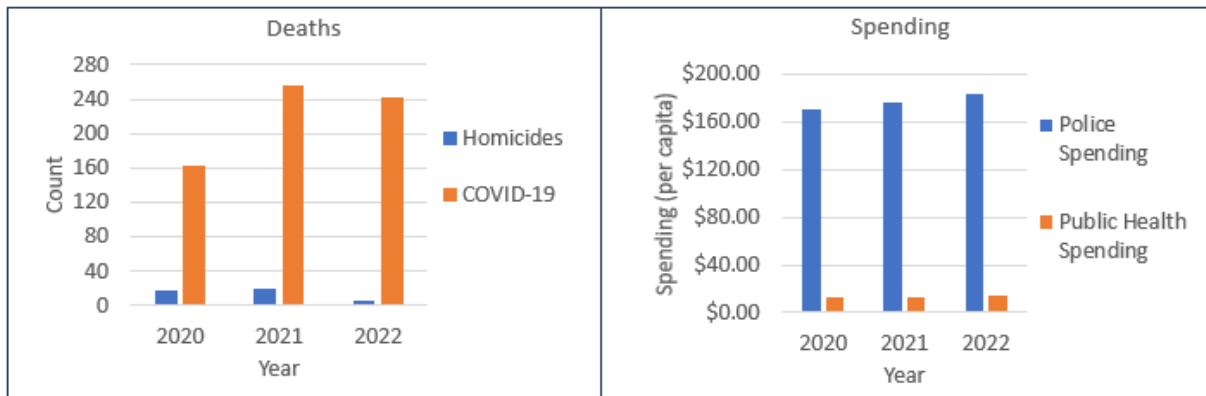 Deaths
280
240
200
160
120
80
40
0
Count
2020 2021 2022
Year
Homicides
COVID-19
Spending
$200.00
$160.00
$120.00
$80.00
$40.00
$0.00
Spending (per capita)
2020 2021 2022
Year
Police
Spending
Public Health
Spending